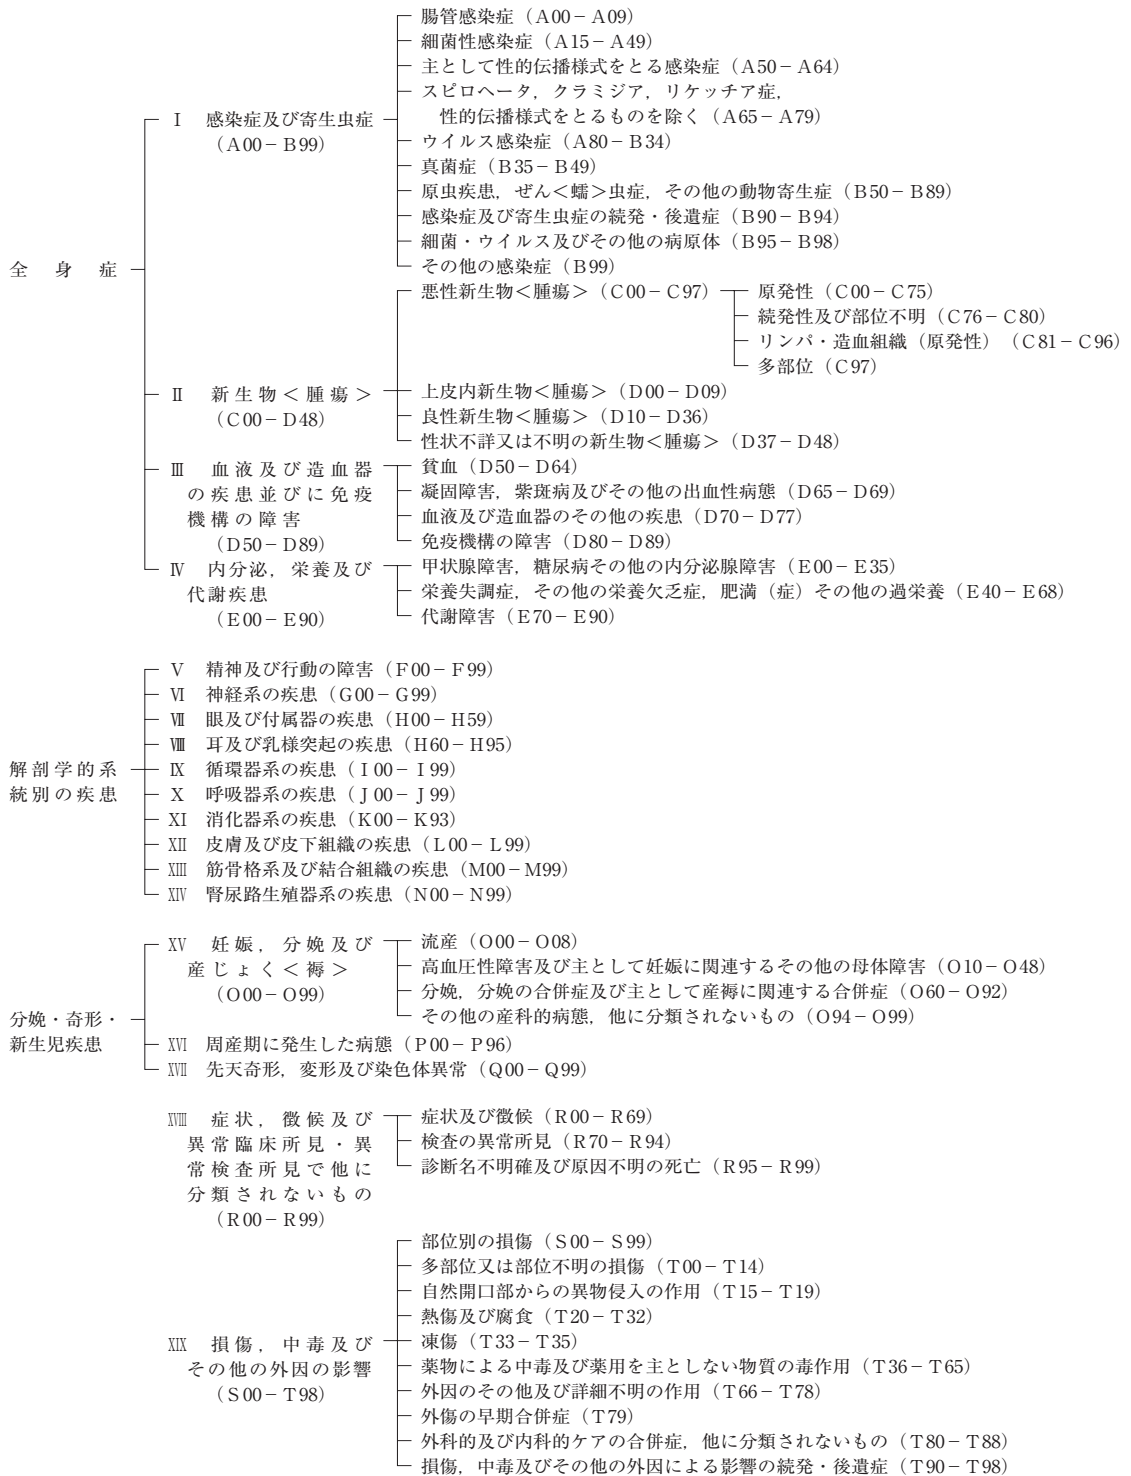 全身症
Ⅰ 感染症及び寄生虫症
(A00-B99)
腸管感染症(A00-A09)
細菌性感染症(A15-A49)
主として性的伝播様式をとる感染症(A50-A64)
スピロヘータ,クラミジア,リケッチア症,
性的伝播様式をとるものを除く(A65-A79)
ウイルス感染症(A80-B34)
真菌症(B35-B49)
原虫疾患,ぜん<蠕>虫症,その他の動物寄生症(B50-B89)
感染症及び寄生虫症の続発・後遺症(B90-B94)
細菌・ウイルス及びその他の病原体(B95-B98)
その他の感染症(B99)
Ⅱ 新生物<腫瘍>
(C00-D48)
悪性新生物<腫瘍>(C00-C97)
原発性(C00-C75)
続発性及び部位不明(C76-C80)
リンパ・造血組織(原発性)(C81-C96)
多部位(C97)
上皮内新生物<腫瘍>(D00-D09)
良性新生物<腫瘍>(D10-D36)
性状不詳又は不明の新生物<腫瘍>(D37-D48)
Ⅲ 血液及び造血器
の疾患並びに免疫
機構の障害
(D50-D89)
貧血(D50-D64)
凝固障害,紫斑病及びその他の出血性病態(D65-D69)
血液及び造血器のその他の疾患(D70-D77)
免疫機構の障害(D80-D89)
Ⅳ 内分泌,栄養及び
代謝疾患
(E00-E90)
甲状腺障害,糖尿病その他の内分泌腺障害(E00-E35)
栄養失調症,その他の栄養欠乏症,肥満(症)その他の過栄養(E40-E68)
代謝障害(E70-E90)
解剖学的系
統別の疾患
Ⅴ 精神及び行動の障害(F00-F99)
Ⅵ 神経系の疾患(G00-G99)
Ⅶ 眼及び付属器の疾患(H00-H59)
Ⅷ 耳及び乳様突起の疾患(H60-H95)
Ⅸ 循環器系の疾患(I00-I99)
Ⅹ 呼吸器系の疾患(J00-J99)
XI 消化器系の疾患(K00-K93)
XII 皮膚及び皮下組織の疾患(L00-L99)
XIII 筋骨格系及び結合組織の疾患(M00-M99)
XIV 腎尿路生殖器系の疾患(N00-N99)
分娩・奇形・
新生児疾患
XV 妊娠,分娩及び
産じょく<褥>
(O00-O99)
流産(O00-O08)
高血圧性障害及び主として妊娠に関連するその他の母体障害(O10-O48)
分娩,分娩の合併症及び主として産褥に関連する合併症(O60-O92)
その他の産科的病態,他に分類されないもの(O94-O99)
XVI 周産期に発生した病態(P00-P96)
XVII 先天奇形,変形及び染色体異常(Q00-Q99)
XVIII 症状,徴候及び
異常臨床所見・異
常検査所見で他に
分類されないもの
(R00-R99)
症状及び徴候(R00-R69)
検査の異常所見(R70-R94)
診断名不明確及び原因不明の死亡(R95-R99)
XIX 損傷,中毒及び
その他の外因の影響
(S00-T98)
部位別の損傷(S00-S99)
多部位又は部位不明の損傷(T00-T14)
自然開口部からの異物侵入の作用(T15-T19)
熱傷及び腐食(T20-T32)
凍傷(T33-T35)
薬物による中毒及び薬用を主としない物質の毒作用(T36-T65)
外因のその他及び詳細不明の作用(T66-T78)
外傷の早期合併症(T79)
外科的及び内科的ケアの合併症,他に分類されないもの(T80-T88)
損傷,中毒及びその他の外因による影響の続発・後遺症(T90-T98)